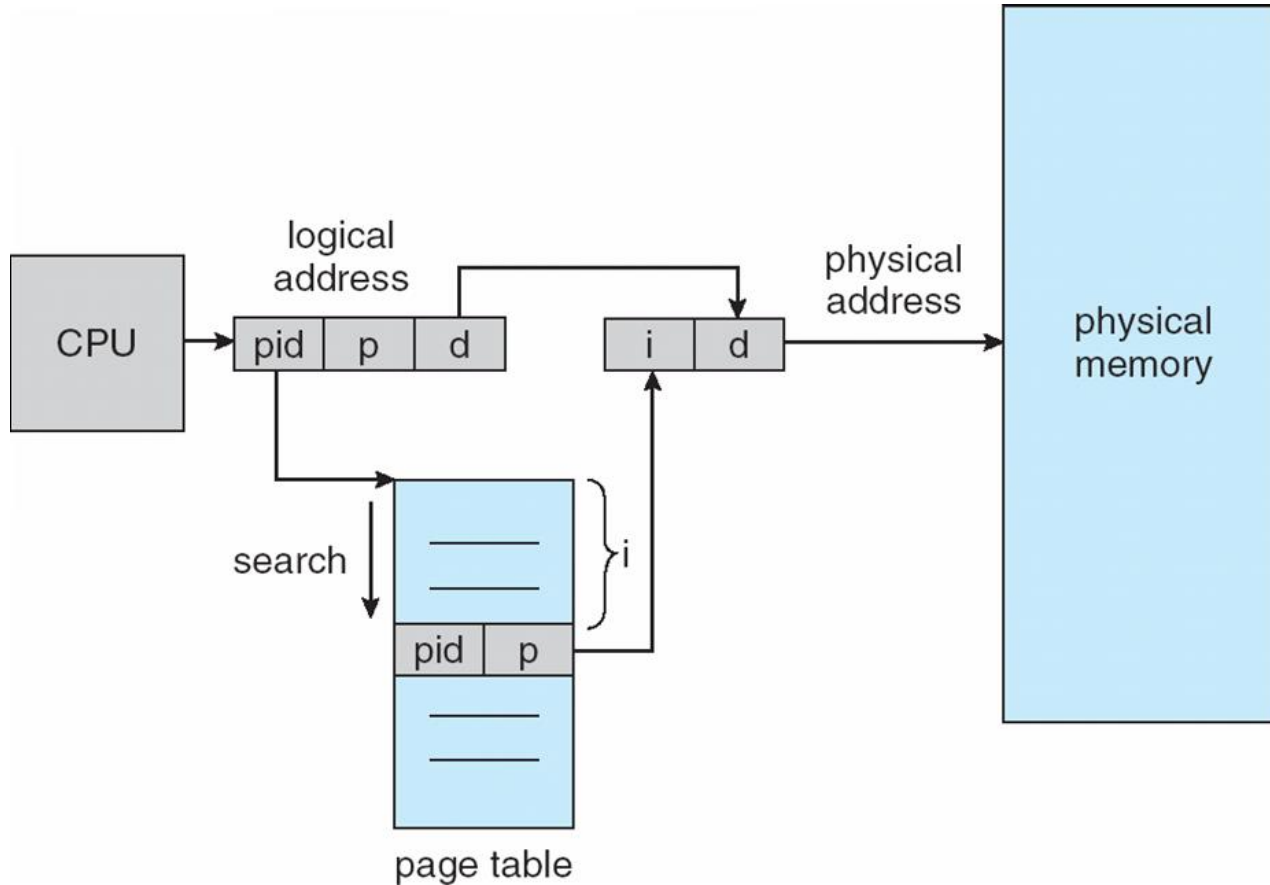 logical
address
physical
address
CPU
pid
p
d
i
d
physical
memory
search
i
pid
p
page table